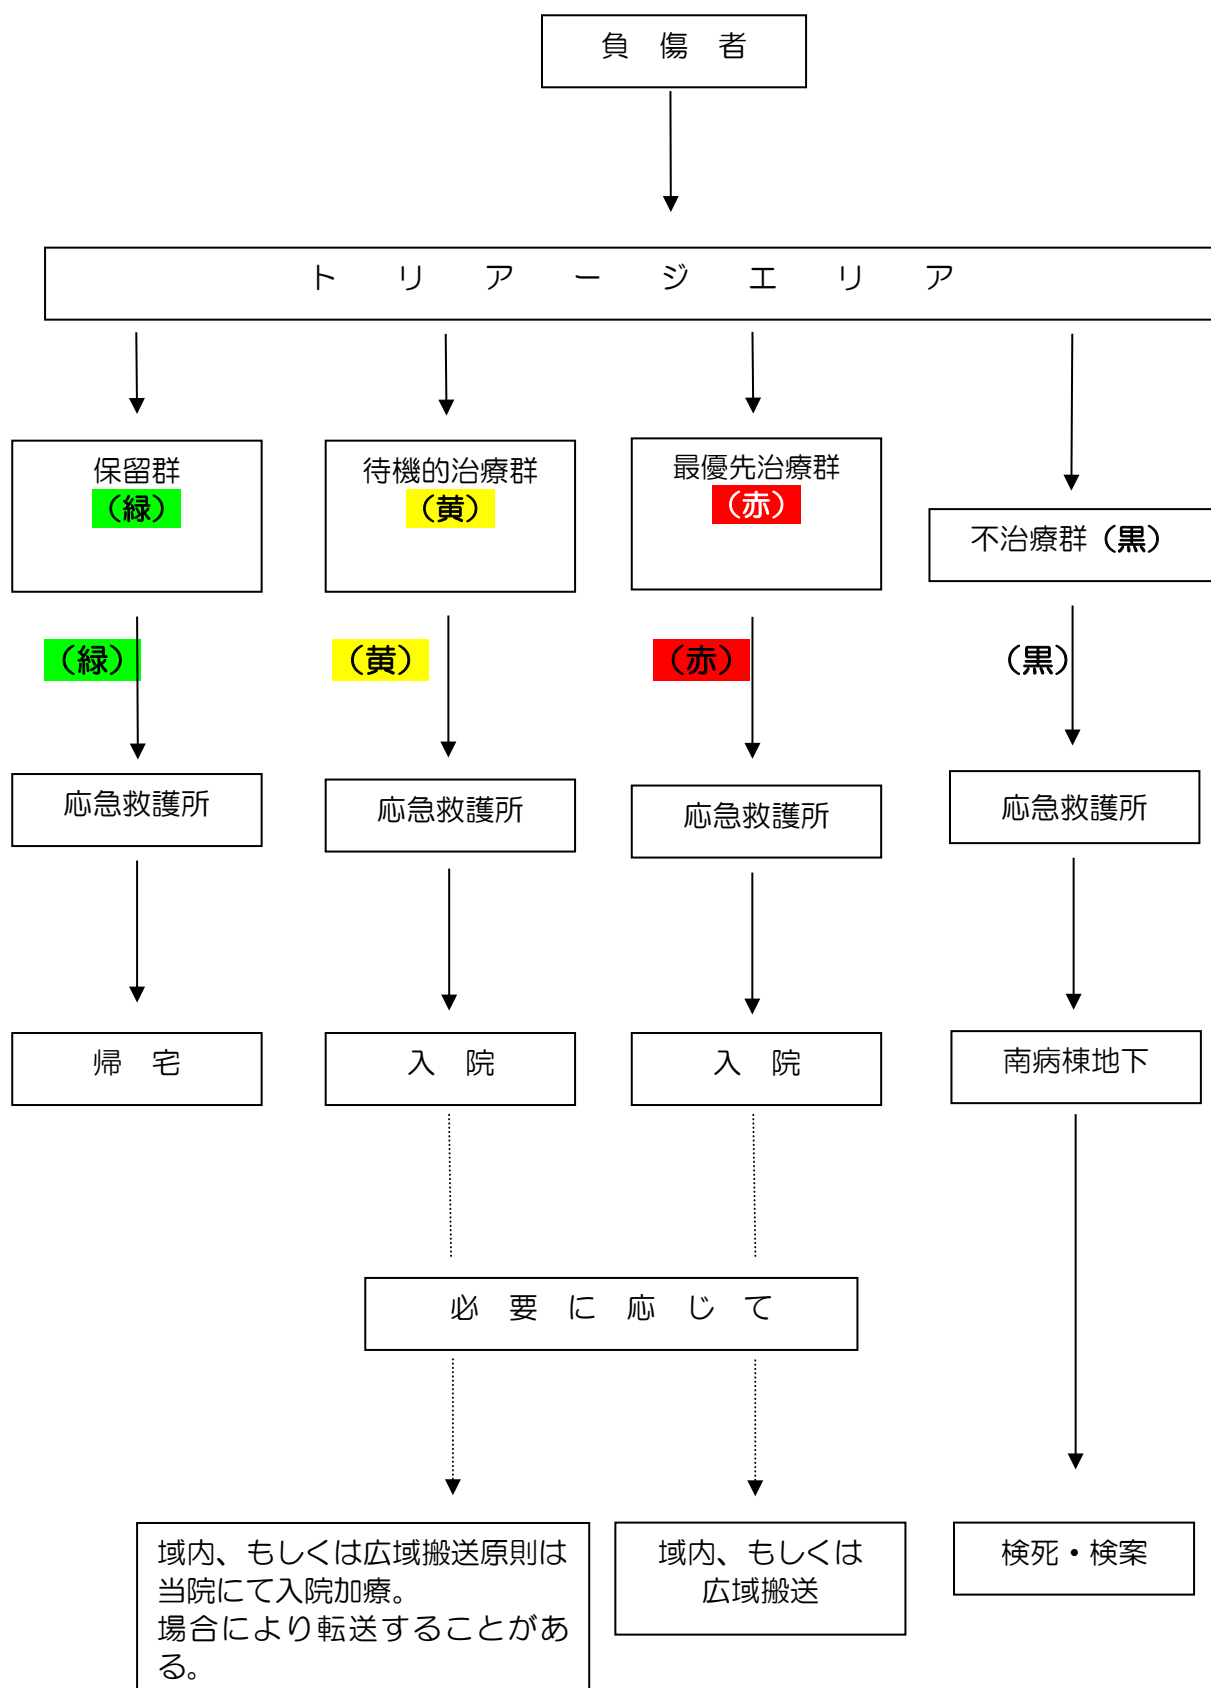 負　傷　者
ト　リ　ア　ー　ジ　エ　リ　ア
保留群
（緑）
待機的治療群
（黄）
最優先治療群
（赤）
不治療群（黒）
（緑）
（黄）
（赤）
（黒）
応急救護所
応急救護所
応急救護所
応急救護所
帰　宅
入　院
入　院
南病棟地下
必　要　に　応　じ　て
域内、もしくは広域搬送原則は
当院にて入院加療。
場合により転送することがあ
る。
域内、もしくは
広域搬送
検死・検案